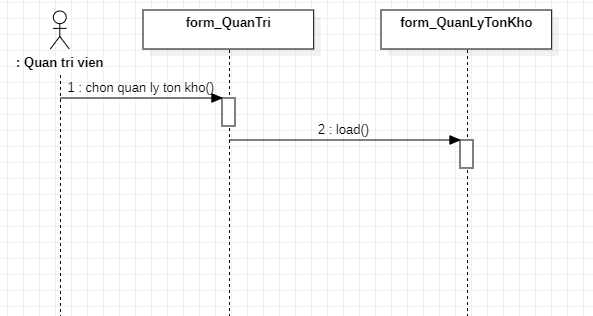 form_QuanTri
form_QuanLyTonKho
: Quan tri vien
1 : chon quan ly ton kho()
2 : load()